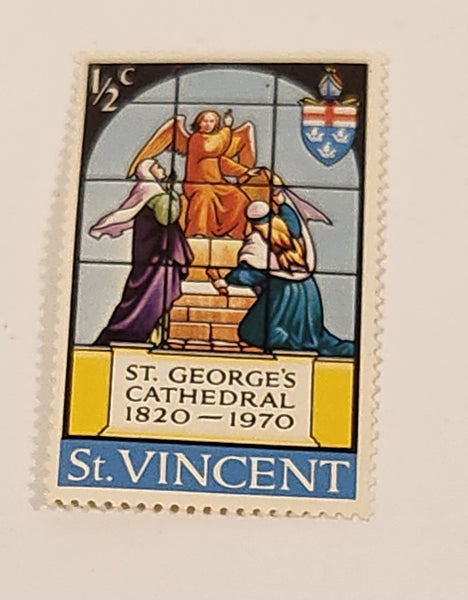 ½c
ST. GEORGE'S
CATHEDRAL
1820 — 1970
St. VINCENT